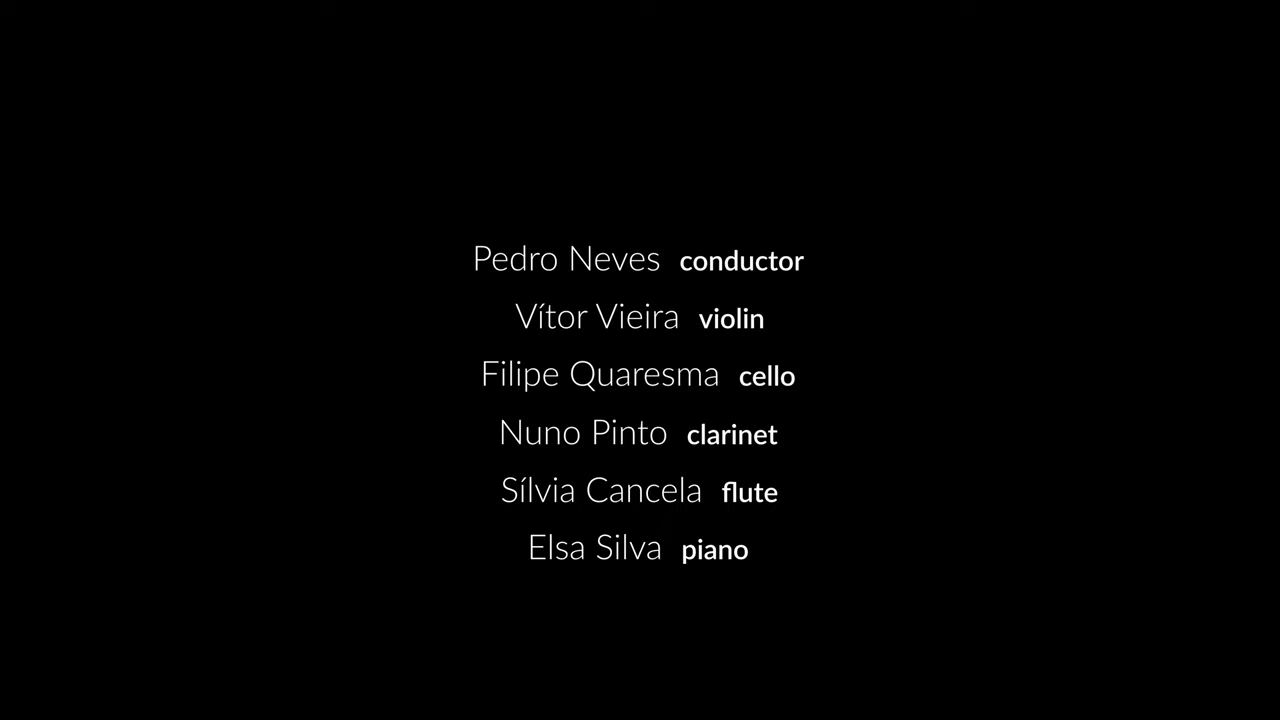 Pedro Neves conductor
Vítor Vieira violin
Filipe Quaresma cello
Nuno Pinto clarinet
Sílvia Cancela flute
Elsa Silva piano